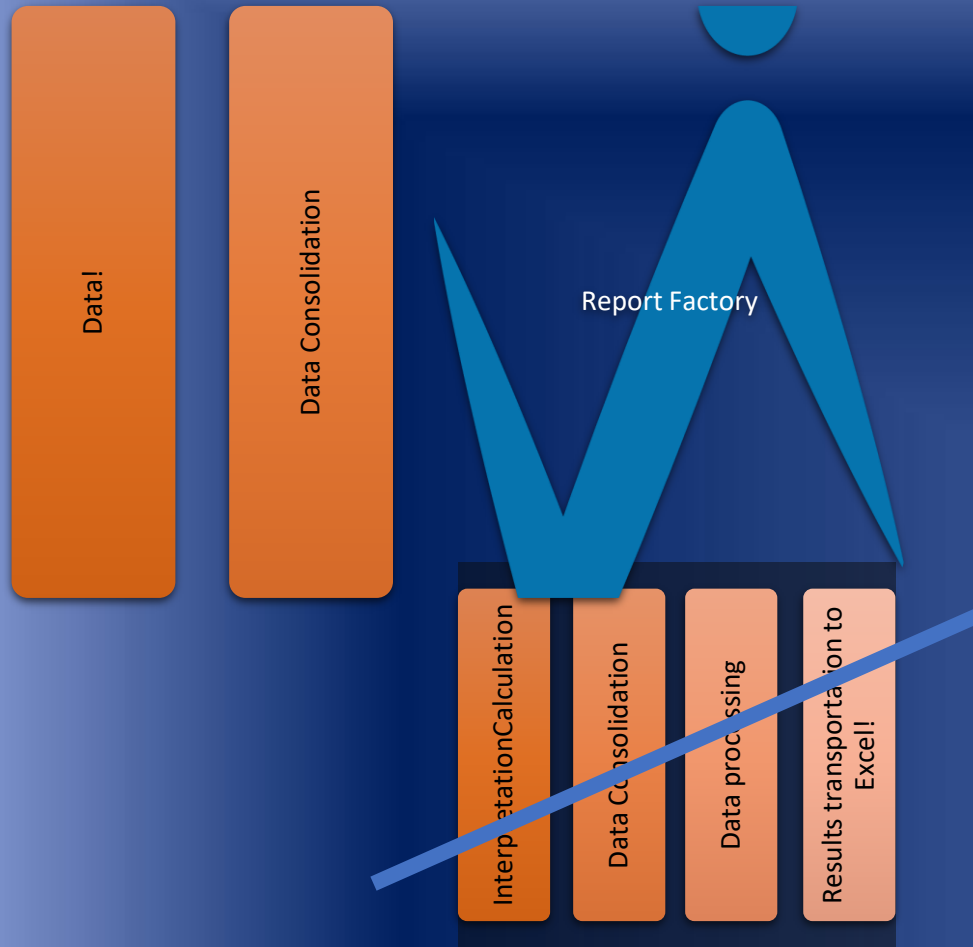 Data!
Data Consolidation
Report Factory
InterpretationCalculation
Data Consolidation
Data processing
Results transportation to
Excel!